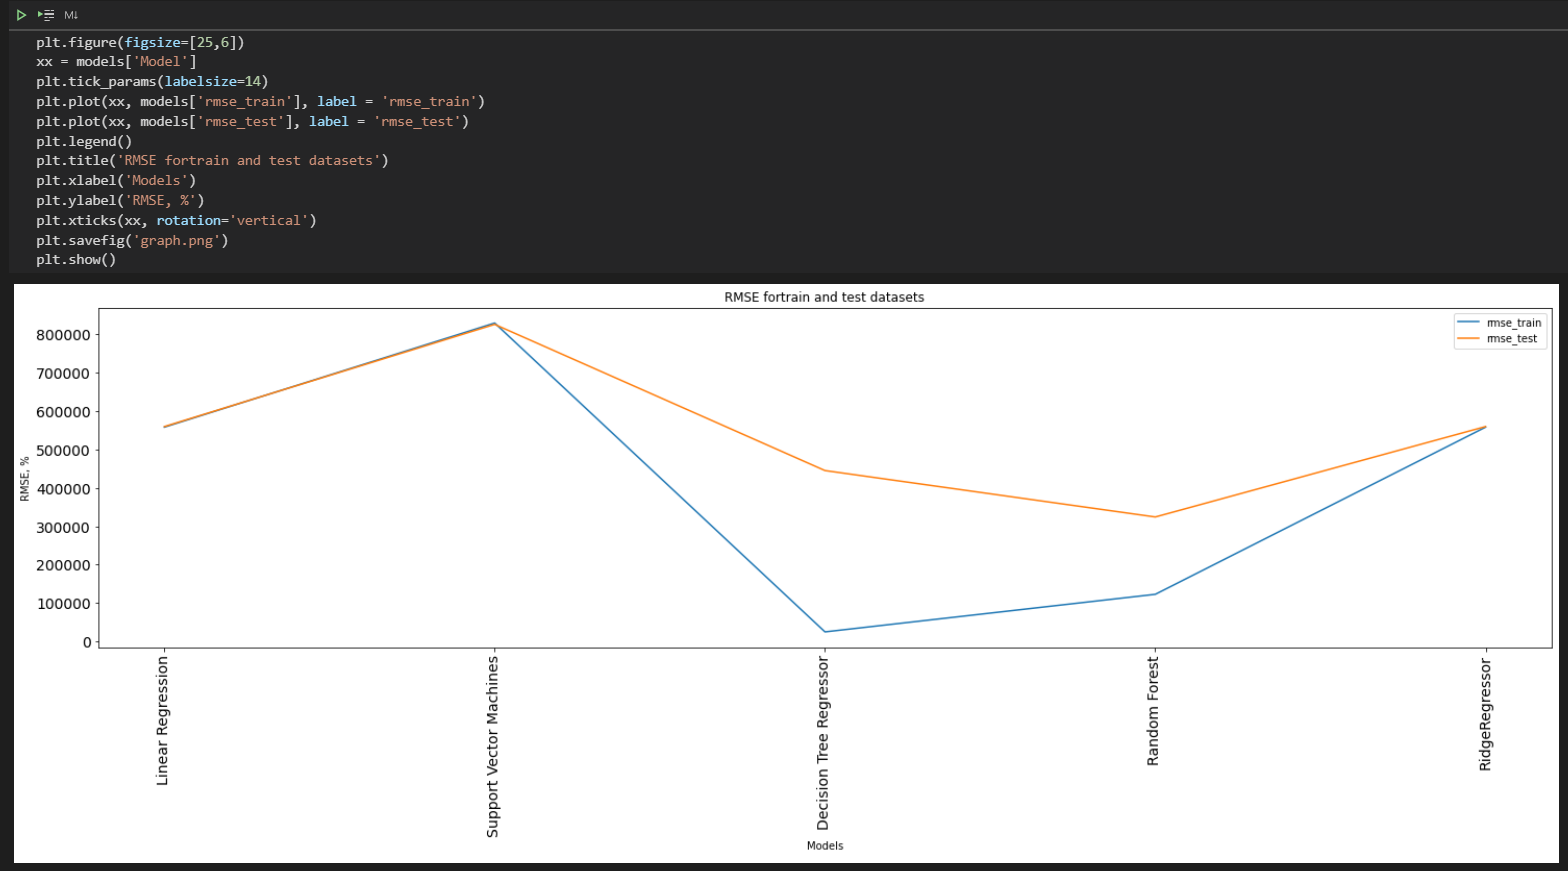 M↓
plt.figure(figsize=[25,6])
xx = models['Model']
plt.tick_params(labelsize=14)
plt.plot(xx, models['rmse_train'], label = 'rmse_train')
plt.plot(xx, models['rmse_test'], label = 'rmse_test')
plt.legend()
plt.title('RMSE fortrain and test datasets')
plt.xlabel('Models')
plt.ylabel('RMSE, %')
plt.xticks(xx, rotation='vertical')
plt.savefig('graph.png')
plt.show()
RMSE fortrain and test datasets
rmse_train
rmse_test
800000
700000
600000
500000
400000
300000
200000
100000
0
RMSE, %
Linear Regression
Support Vector Machines
Decision Tree Regressor
Random Forest
RidgeRegressor
Models